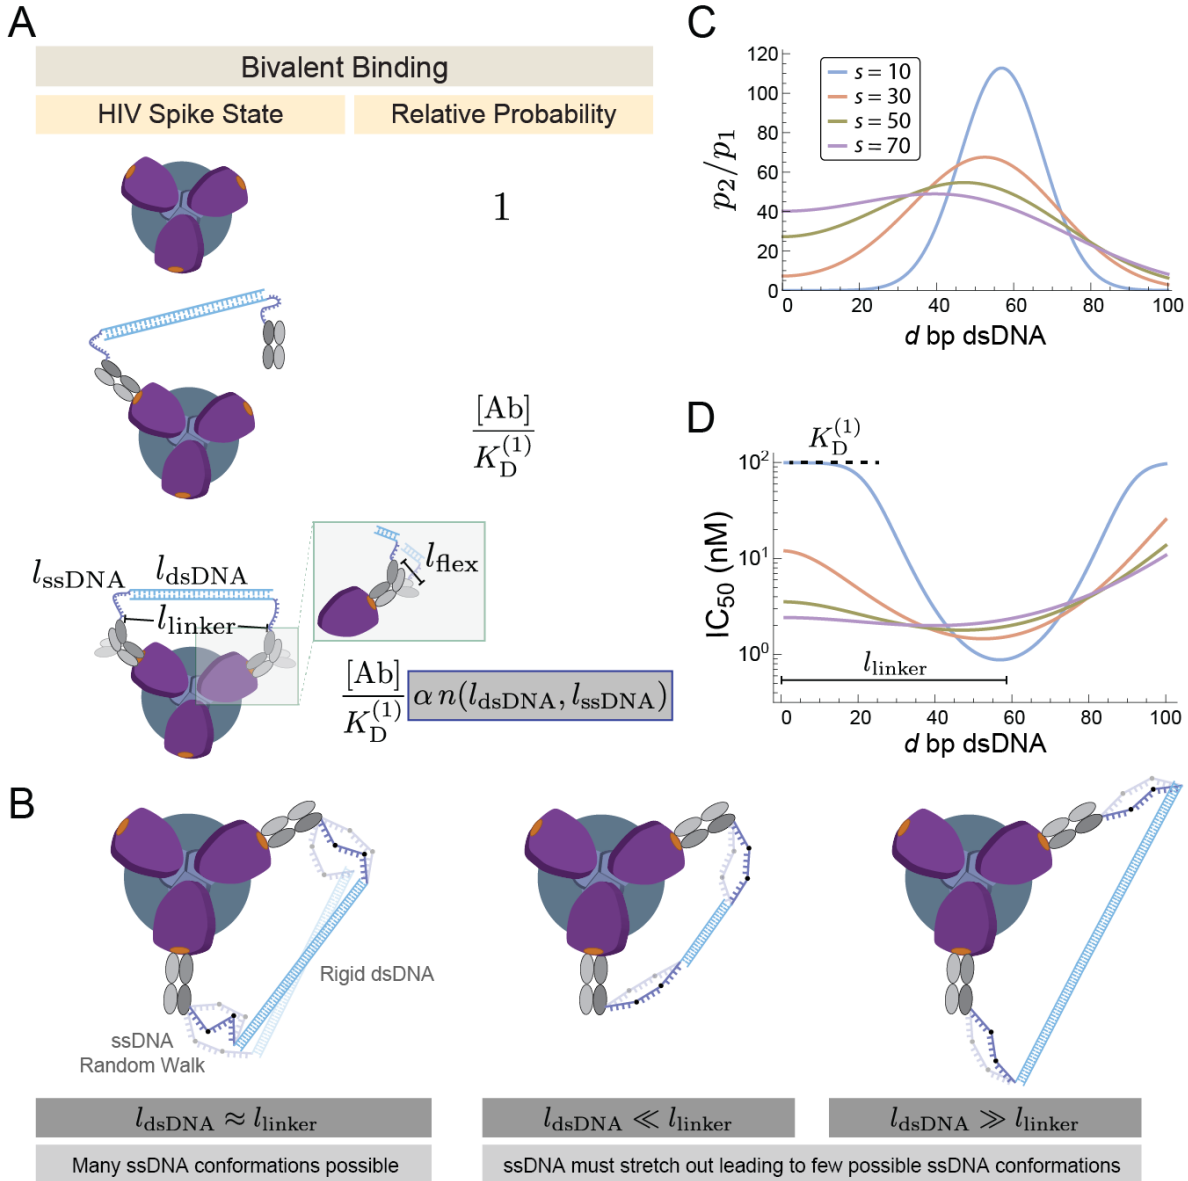 A
Bivalent Binding
HIV Spike State
Relative Probability
1
[Ab]
K_D^(1)
l_ssDNA
l_dsDNA
l_linker
l_flex
[Ab]
K_D^(1)
α n(l_dsDNA, l_ssDNA)
C
p_2/p_1
120
100
80
60
40
20
0
s = 10
s = 30
s = 50
s = 70
0
20
40
60
80
100
d bp dsDNA
D
K_D^(1)
IC_50 (nM)
10^2
10^1
10^0
l_linker
0
20
40
60
80
100
d bp dsDNA
B
Rigid dsDNA
ssDNA
Random Walk
l_dsDNA ≈ l_linker
l_dsDNA ≪ l_linker
l_dsDNA ≫ l_linker
Many ssDNA conformations possible
ssDNA must stretch out leading to few possible ssDNA conformations